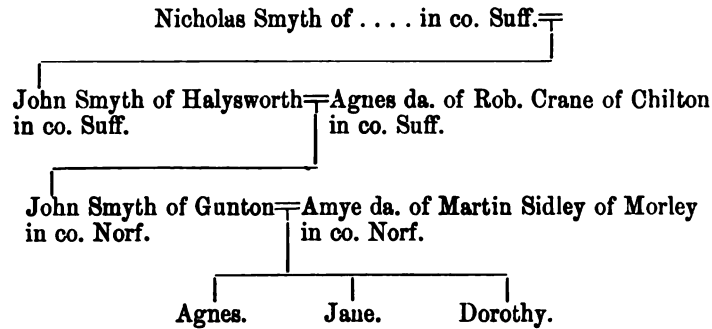 Nicholas Smyth of .... in co. Suff.
John Smyth of Halysworth Agnes da. of Rob. Crane of Chilton
in co. Suff. in co. Suff.
John Smyth of Gunton Amye da. of Martin Sidley of Morley
in co. Norf. in co. Norf.
Agnes. Jane. Dorothy.